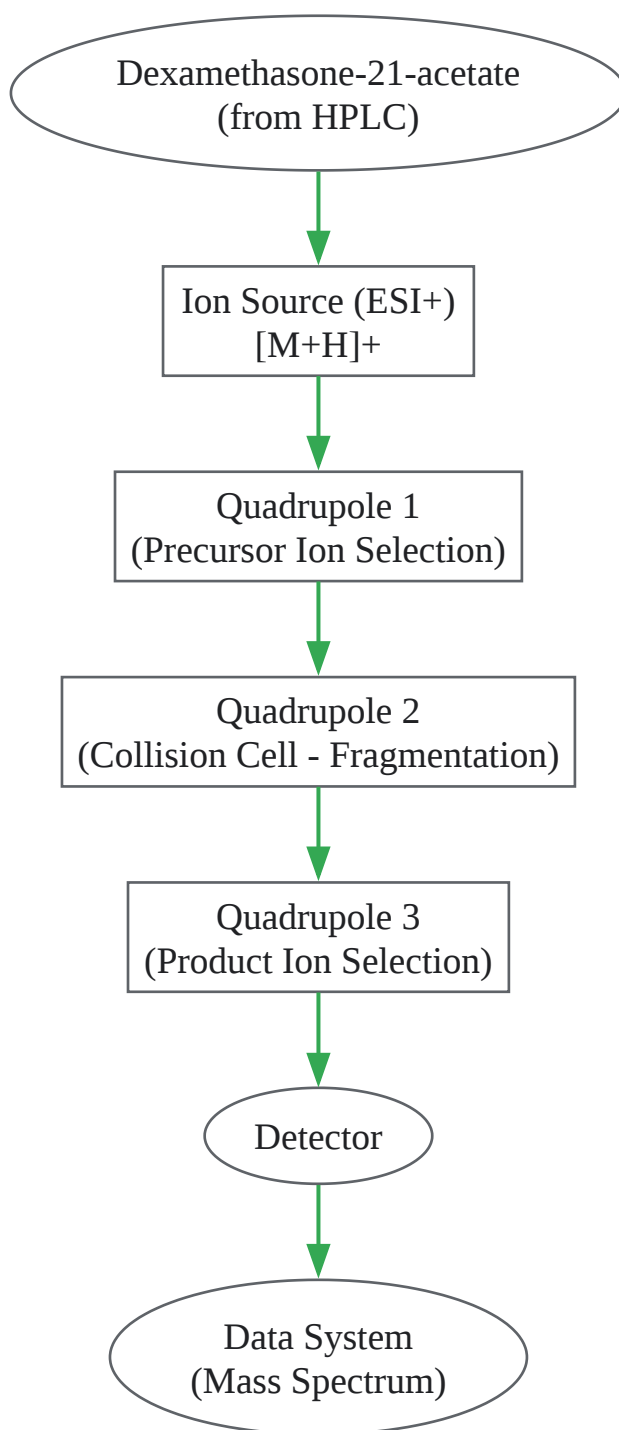 Dexamethasone-21-acetate
(from HPLC)
Ion Source (ESI+)
[M+H]+
Quadrupole 1
(Precursor Ion Selection)
Quadrupole 2
(Collision Cell - Fragmentation)
Quadrupole 3
(Product Ion Selection)
Detector
Data System
(Mass Spectrum)